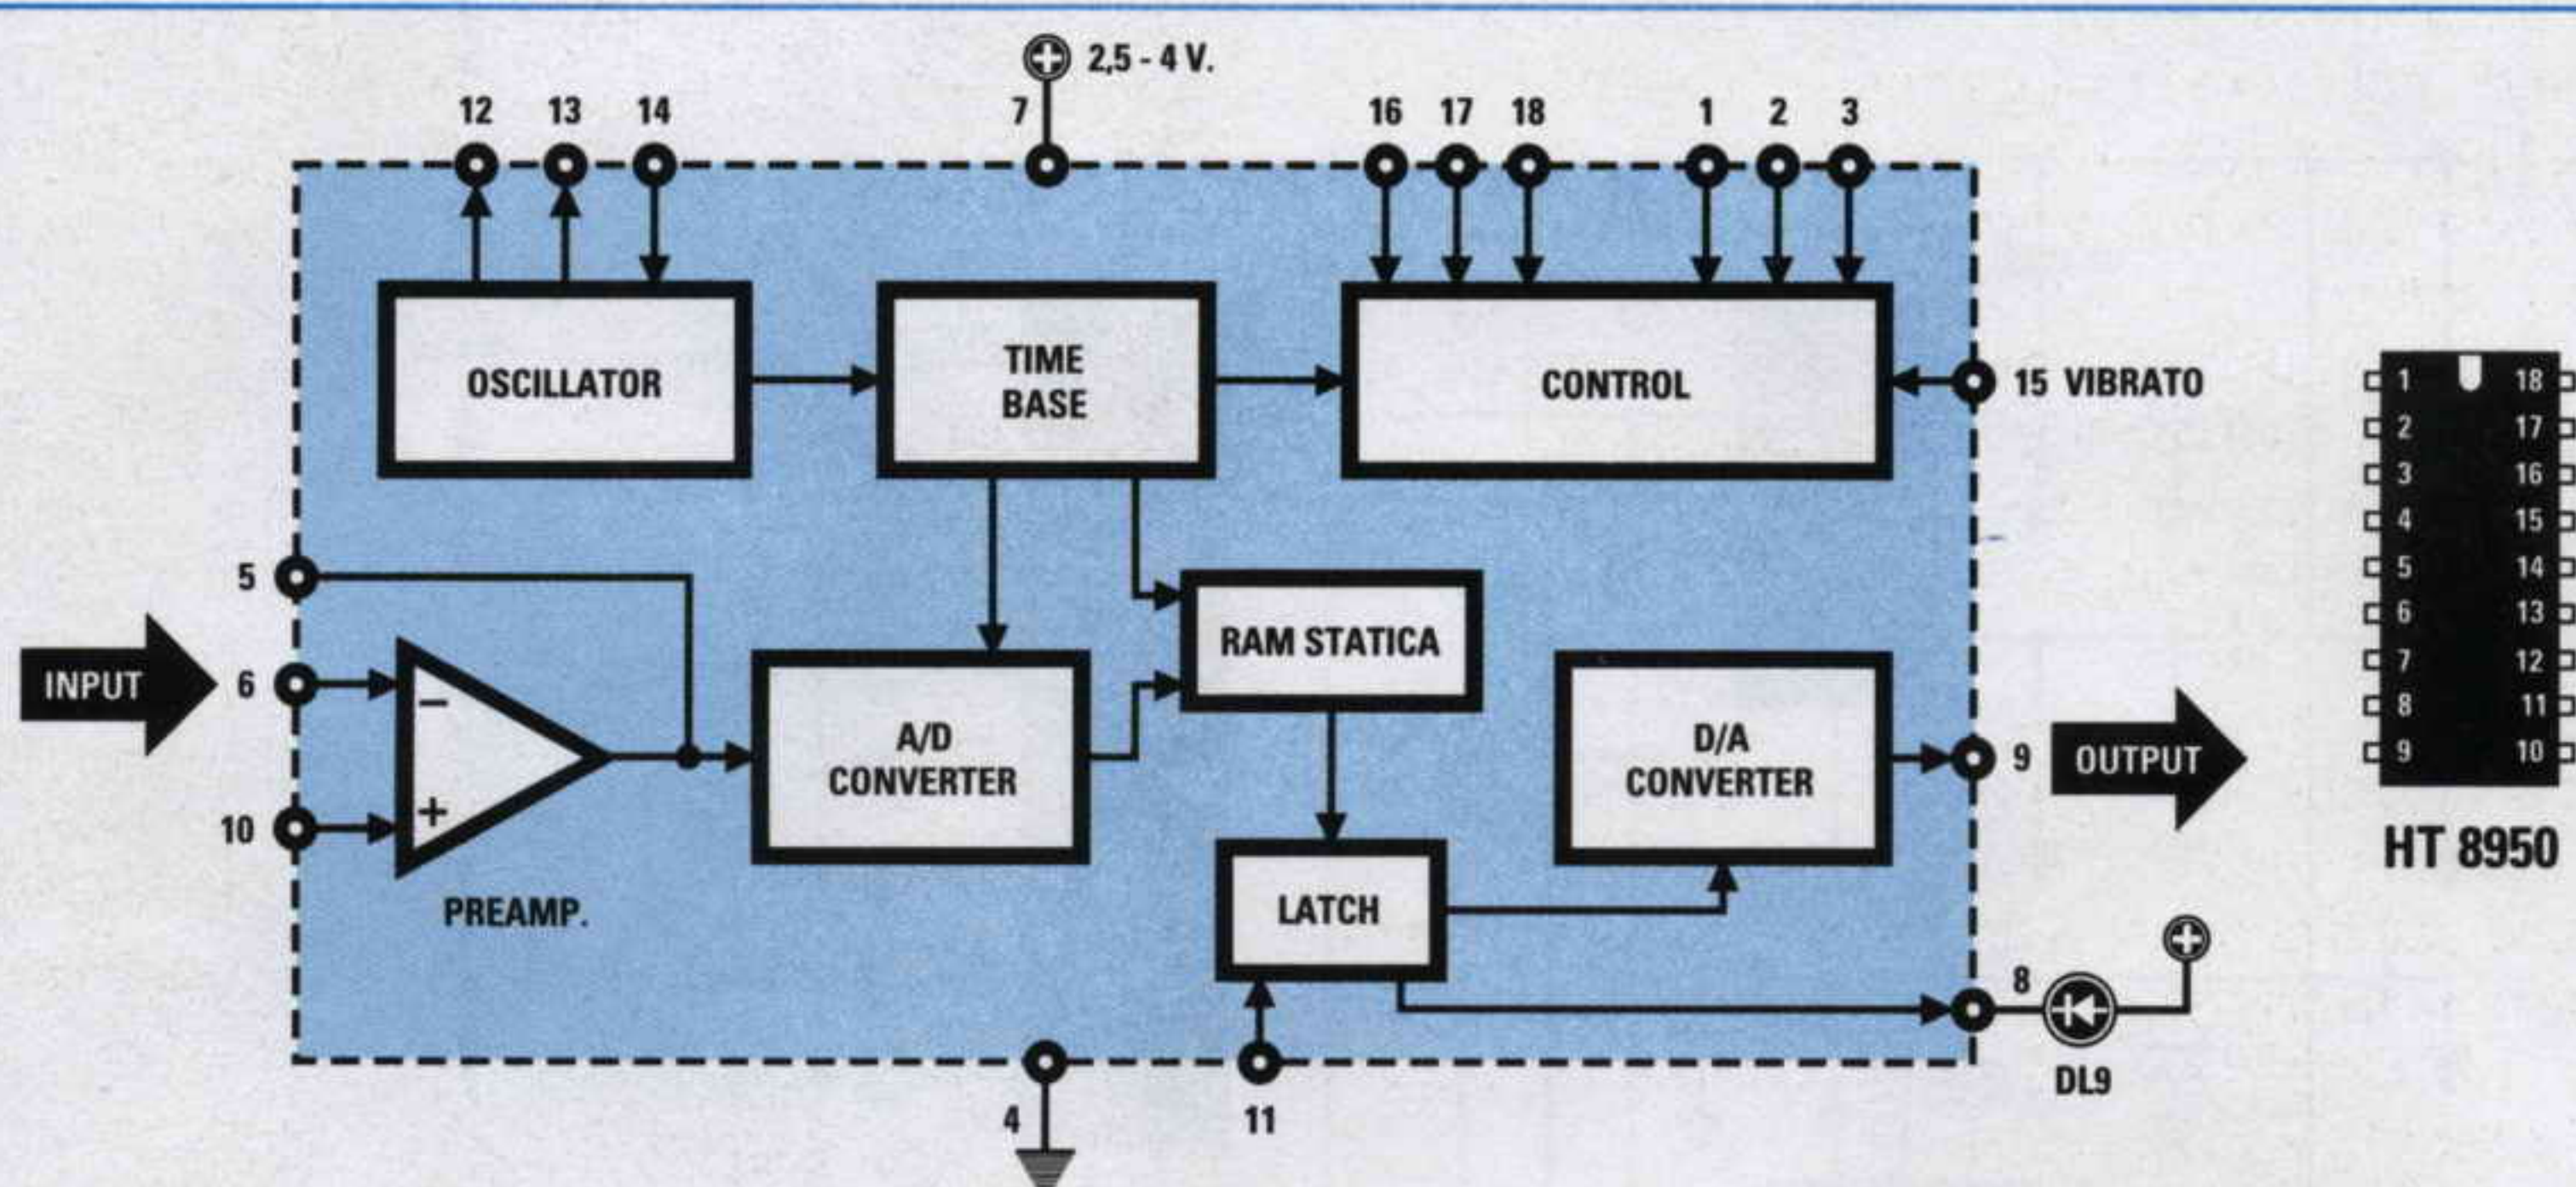 2,5 - 4 V.
7
12 13 14
16 17 18 1 2 3
OSCILLATOR
TIME
BASE
CONTROL
15 VIBRATO
5
INPUT
6
10
−
+
PREAMP.
A/D
CONVERTER
RAM STATICA
LATCH
D/A
CONVERTER
9
OUTPUT
8
DL9
4
11
1 18
2 17
3 16
4 15
5 14
6 13
7 12
8 11
9 10
HT 8950